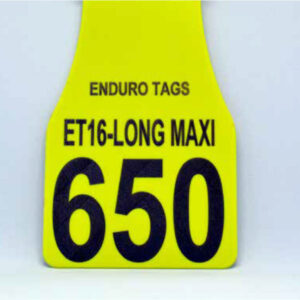 ENDURO TAGS
ET16-LONG MAXI
650